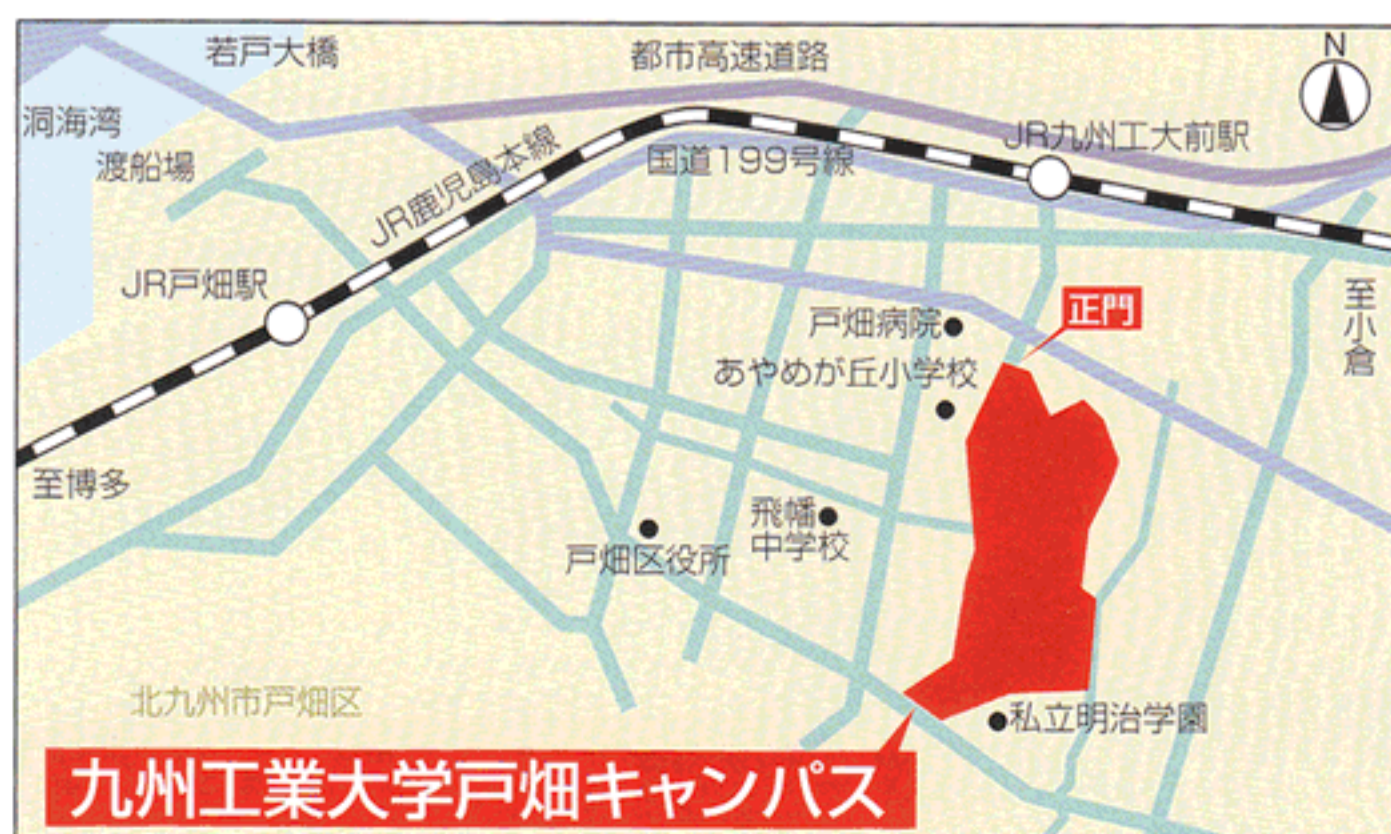 若戸大橋
都市高速道路
N
洞海湾
JR九州工大前駅
渡船場
国道199号線
JR鹿児島本線
JR戸畑駅
至小倉
正門
戸畑病院
あやめが丘小学校
至博多
飛幡
中学校
戸畑区役所
北九州市戸畑区
私立明治学園
九州工業大学戸畑キャンパス